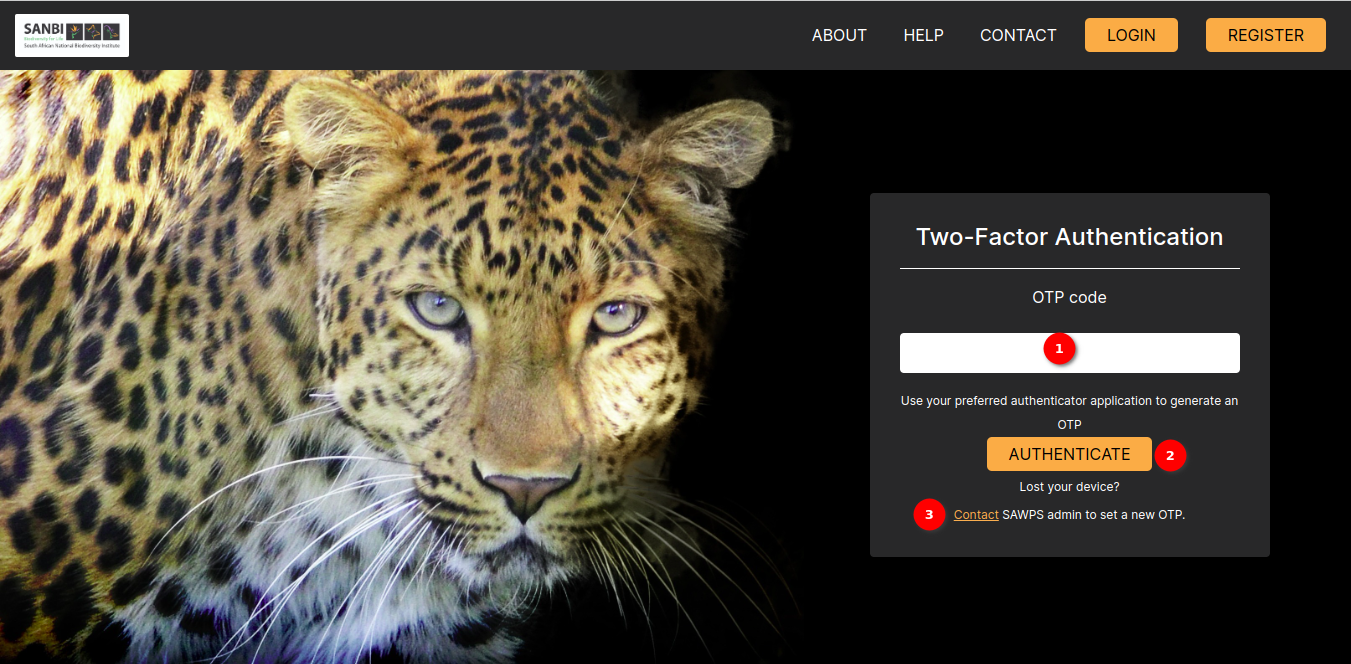 SANBI
Biodiversity for Life
South African National Biodiversity Institute
ABOUT HELP CONTACT LOGIN REGISTER
Two-Factor Authentication
OTP code
1
Use your preferred authenticator application to generate an
OTP
AUTHENTICATE 2
Lost your device?
3 Contact SAWPS admin to set a new OTP.